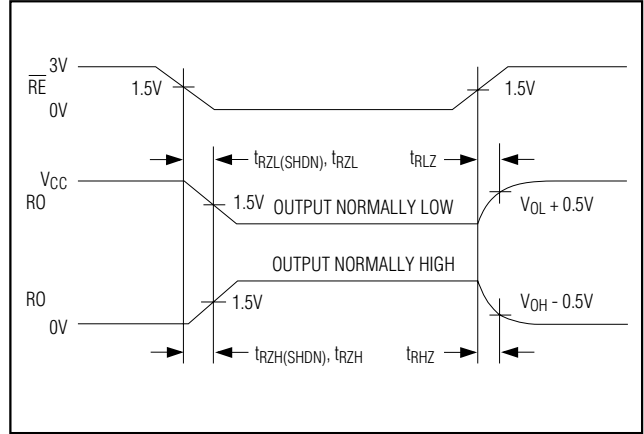 3V
RE
1.5V
1.5V
0V
tRZL(SHDN), tRZL
tRLZ
VCC
RO
1.5V
OUTPUT NORMALLY LOW
VOL + 0.5V
OUTPUT NORMALLY HIGH
RO
1.5V
VOH - 0.5V
0V
tRZH(SHDN), tRZH
tRHZ